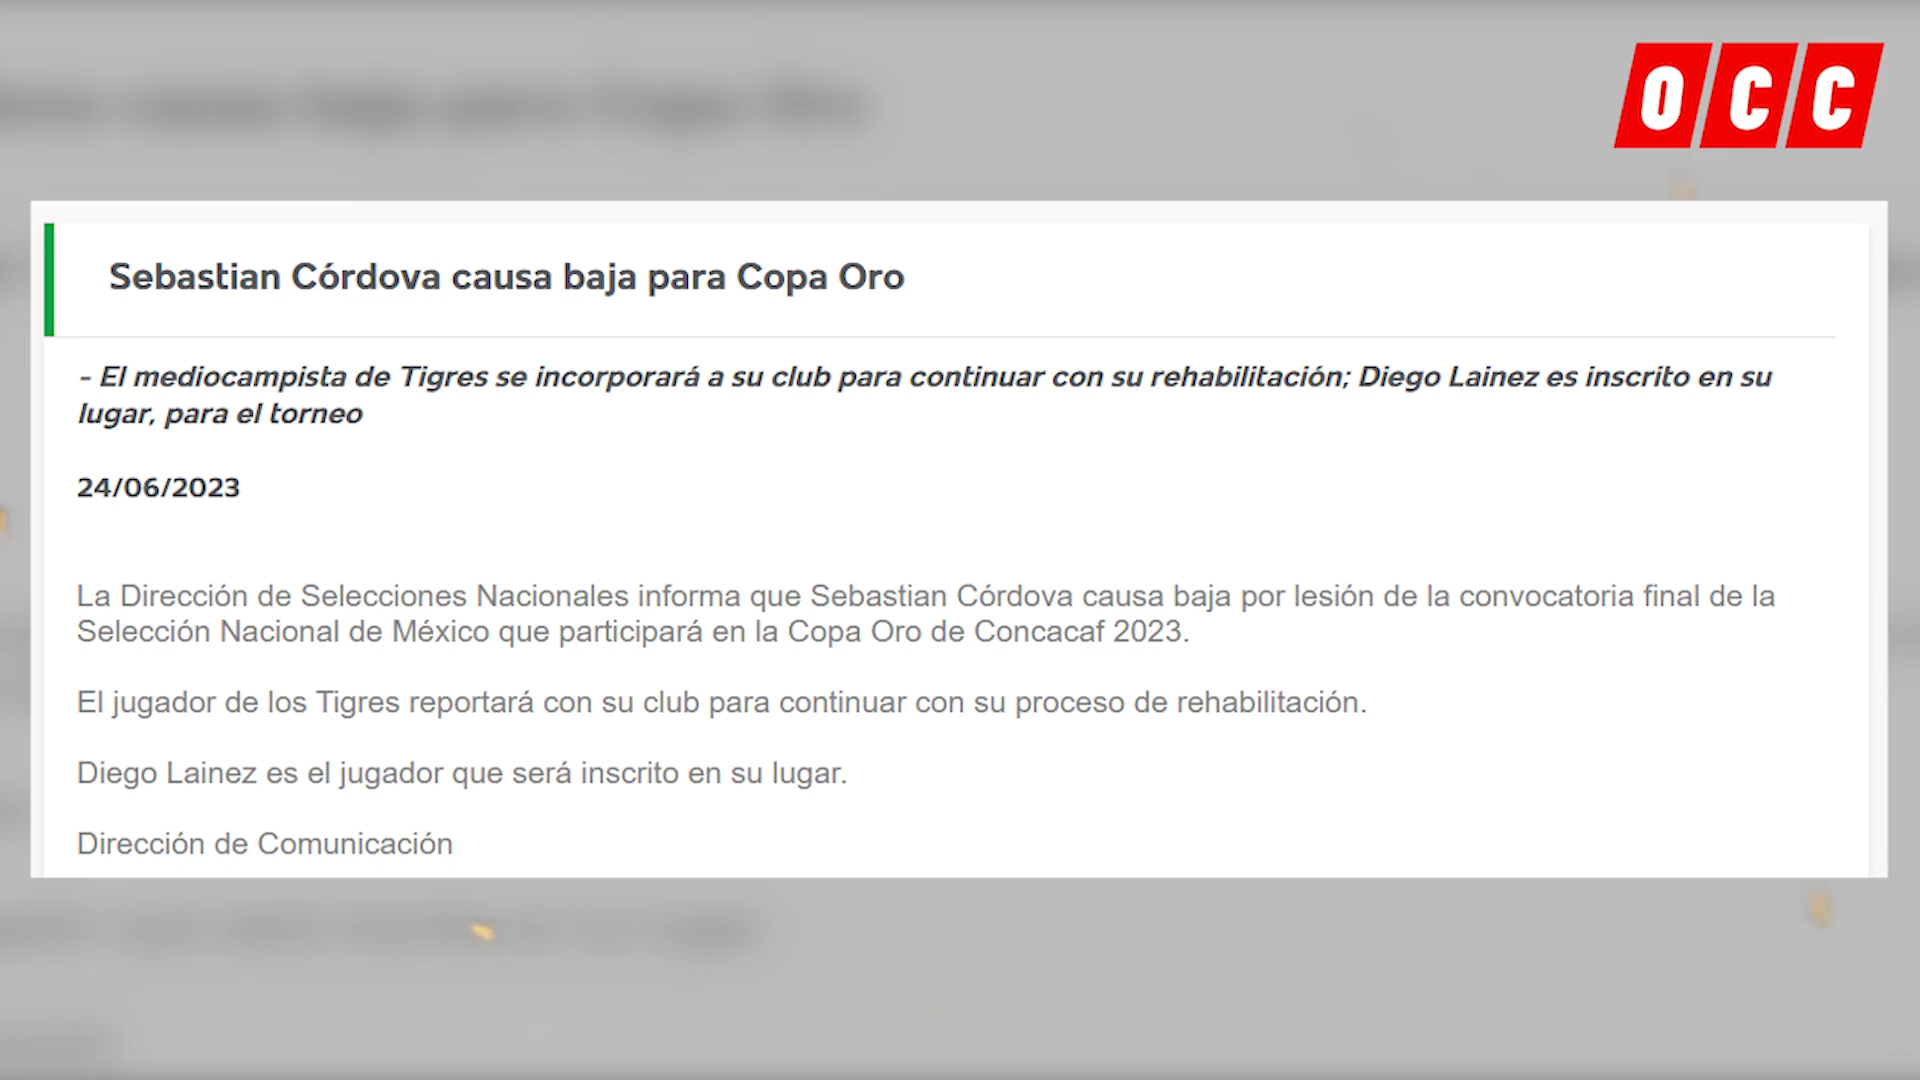 OCC
Sebastian Córdova causa baja para Copa Oro
- El mediocampista de Tigres se incorporará a su club para continuar con su rehabilitación; Diego Lainez es inscrito en su
lugar, para el torneo
24/06/2023
La Dirección de Selecciones Nacionales informa que Sebastian Córdova causa baja por lesión de la convocatoria final de la
Selección Nacional de México que participará en la Copa Oro de Concacaf 2023.
El jugador de los Tigres reportará con su club para continuar con su proceso de rehabilitación.
Diego Lainez es el jugador que será inscrito en su lugar.
Dirección de Comunicación